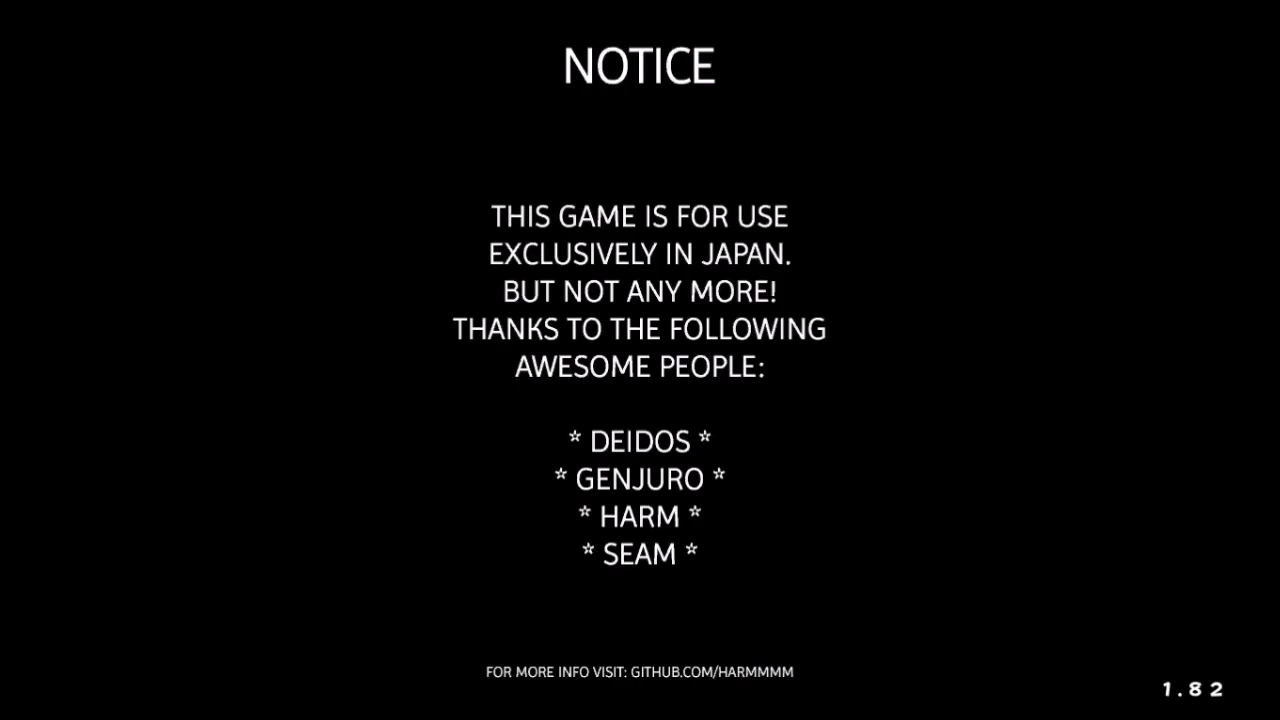 NOTICE
THIS GAME IS FOR USE
EXCLUSIVELY IN JAPAN.
BUT NOT ANY MORE!
THANKS TO THE FOLLOWING
AWESOME PEOPLE:
* DEIDOS *
* GENJURO *
* HARM *
* SEAM *
FOR MORE INFO VISIT: GITHUB.COM/HARMMMM
1.82